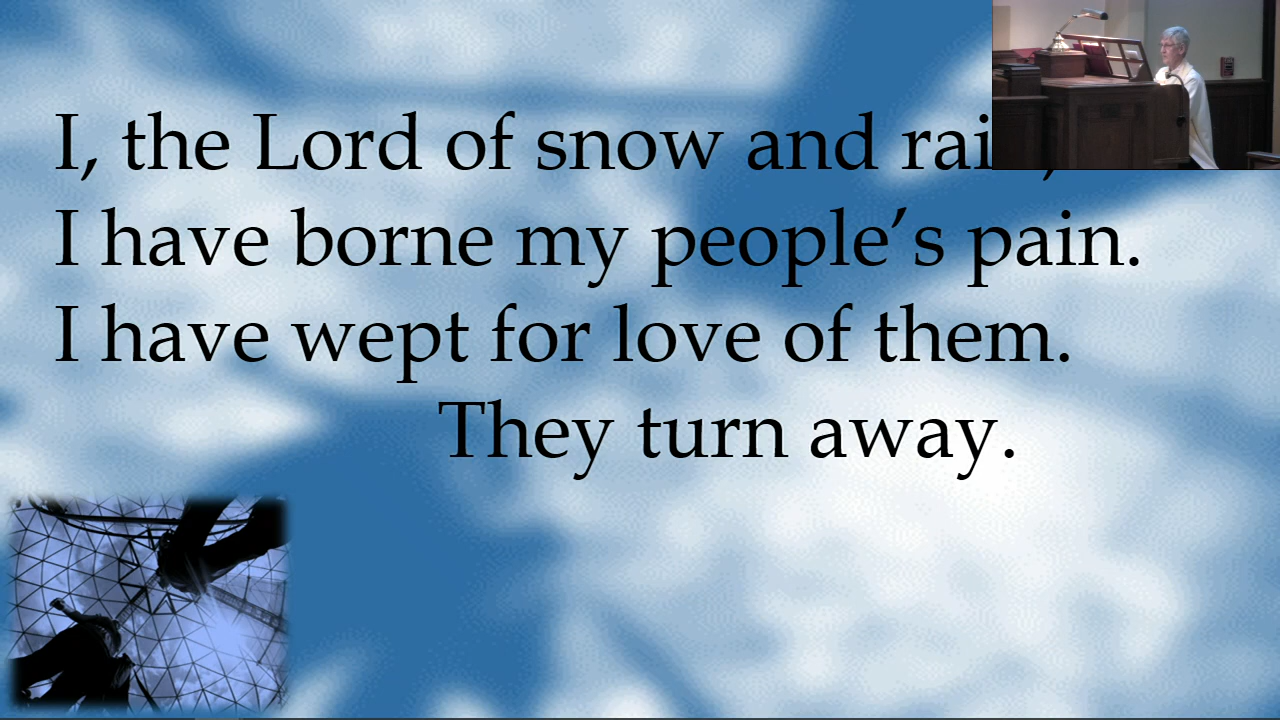 I, the Lord of snow and rai
I have borne my people’s pain.
I have wept for love of them.
They turn away.